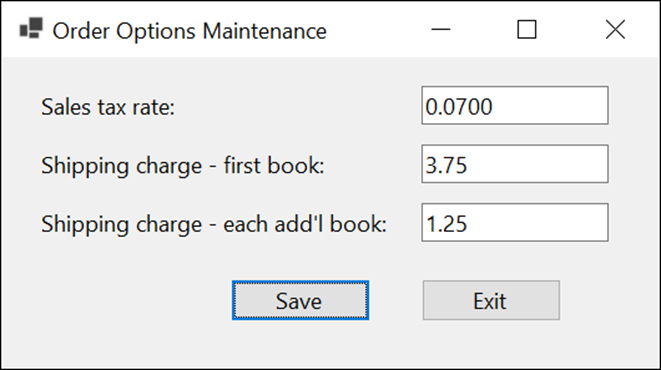 Order Options Maintenance
Sales tax rate: 0.0700
Shipping charge - first book: 3.75
Shipping charge - each add'l book: 1.25
Save Exit